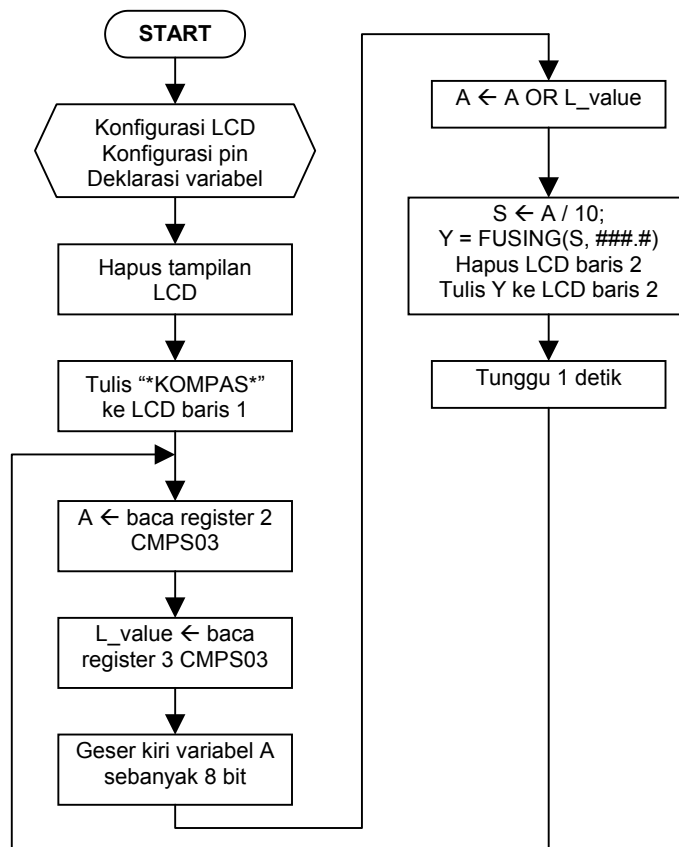 START
Konfigurasi LCD
Konfigurasi pin
Deklarasi variabel
Hapus tampilan
LCD
Tulis “*KOMPAS*”
ke LCD baris 1
A ← baca register 2
CMPS03
L_value ← baca
register 3 CMPS03
Geser kiri variabel A
sebanyak 8 bit
A ← A OR L_value
S ← A / 10;
Y = FUSING(S, ###.#)
Hapus LCD baris 2
Tulis Y ke LCD baris 2
Tunggu 1 detik